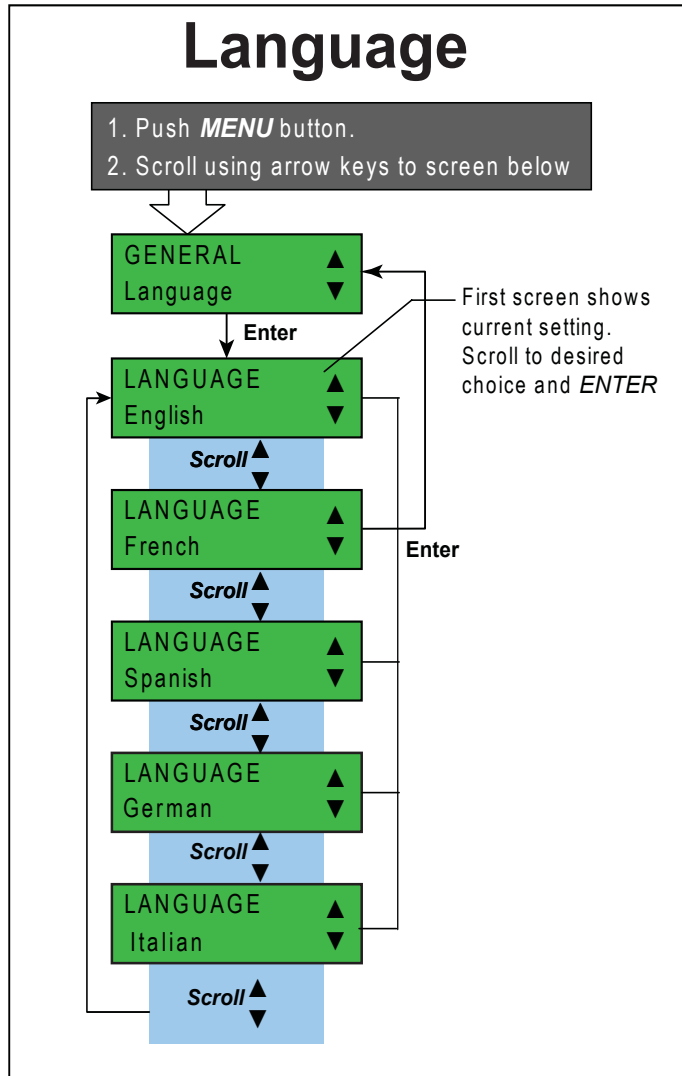 Language
1. Push MENU button.
2. Scroll using arrow keys to screen below
GENERAL
Language
Enter
First screen shows
current setting.
Scroll to desired
choice and ENTER
LANGUAGE
English
Scroll
LANGUAGE
French
Enter
Scroll
LANGUAGE
Spanish
Scroll
LANGUAGE
German
Scroll
LANGUAGE
Italian
Scroll